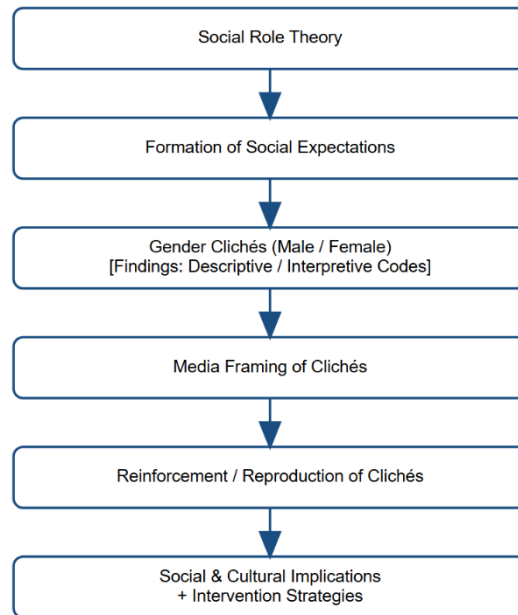 Social Role Theory
Formation of Social Expectations
Gender Clichés (Male / Female)
[Findings: Descriptive / Interpretive Codes]
Media Framing of Clichés
Reinforcement / Reproduction of Clichés
Social & Cultural Implications
+ Intervention Strategies